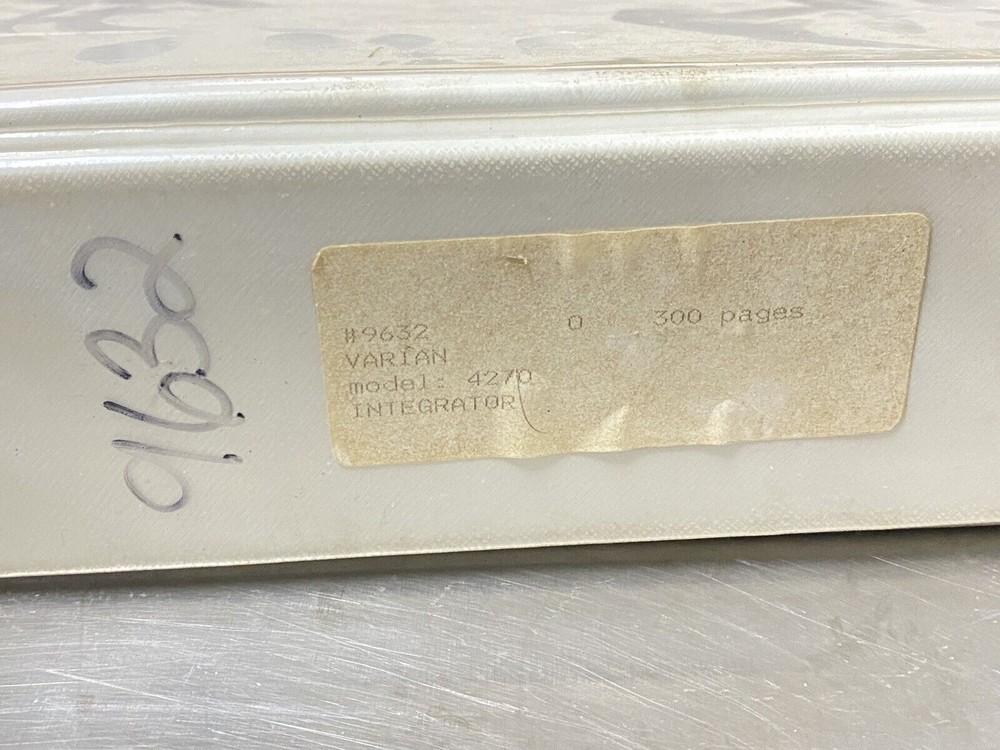 9632
#9632 0 300 pages
VARIAN
model: 4270
INTEGRATOR